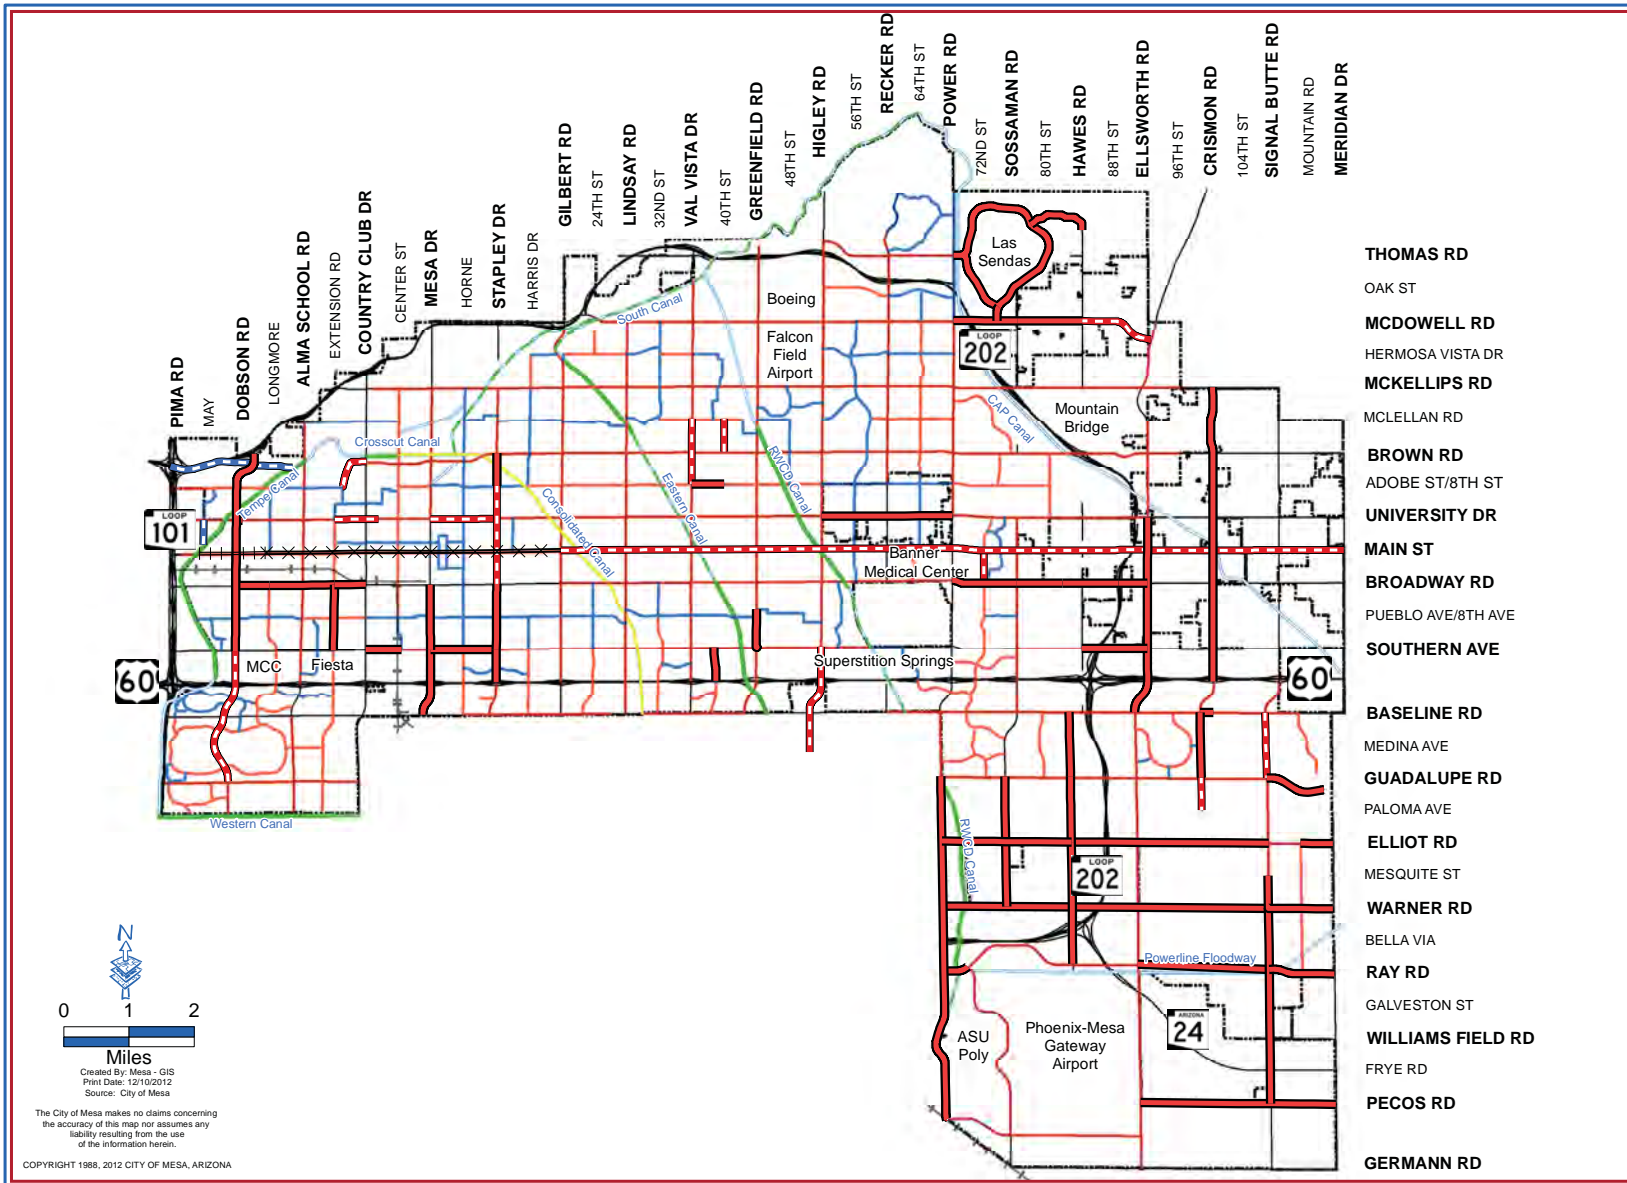 PIMA RD
MAY
DOBSON RD
LONGMORE
ALMA SCHOOL RD
EXTENSION RD
COUNTRY CLUB DR
CENTER ST
MESA DR
HORNE
STAPLEY DR
HARRIS DR
GILBERT RD
24TH ST
LINDSAY RD
32ND ST
VAL VISTA DR
40TH ST
GREENFIELD RD
48TH ST
HIGLEY RD
56TH ST
RECKER RD
64TH ST
POWER RD
72ND ST
SOSSAMAN RD
80TH ST
HAWES RD
88TH ST
ELLSWORTH RD
96TH ST
CRISMON RD
104TH ST
SIGNAL BUTTE RD
MOUNTAIN RD
MERIDIAN DR
THOMAS RD
OAK ST
MCDOWELL RD
HERMOSA VISTA DR
MCKELLIPS RD
MCLELLAN RD
BROWN RD
ADOBE ST/8TH ST
UNIVERSITY DR
MAIN ST
BROADWAY RD
PUEBLO AVE/8TH AVE
SOUTHERN AVE
BASELINE RD
MEDINA AVE
GUADALUPE RD
PALOMA AVE
ELLIOT RD
MESQUITE ST
WARNER RD
BELLA VIA
RAY RD
GALVESTON ST
WILLIAMS FIELD RD
FRYE RD
PECOS RD
GERMANN RD
Las
Sendas
Boeing
South Canal
Falcon
Field
Airport
LOOP
202
CAP Canal
Mountain
Bridge
Crosscut Canal
Tempe Canal
LOOP
101
Consolidated Canal
Eastern Canal
RWCD Canal
Banner
Medical Center
60
MCC
Fiesta
Superstition Springs
60
Western Canal
RWCD Canal
LOOP
202
Powerline Floodway
ASU
Poly
Phoenix-Mesa
Gateway
Airport
ARIZONA
24
N
0 1 2
Miles
Created By: Mesa - GIS
Print Date: 12/10/2012
Source: City of Mesa
The City of Mesa makes no claims concerning
the accuracy of this map nor assumes any
liability resulting from the use
of the information herein.
COPYRIGHT 1988, 2012 CITY OF MESA, ARIZONA